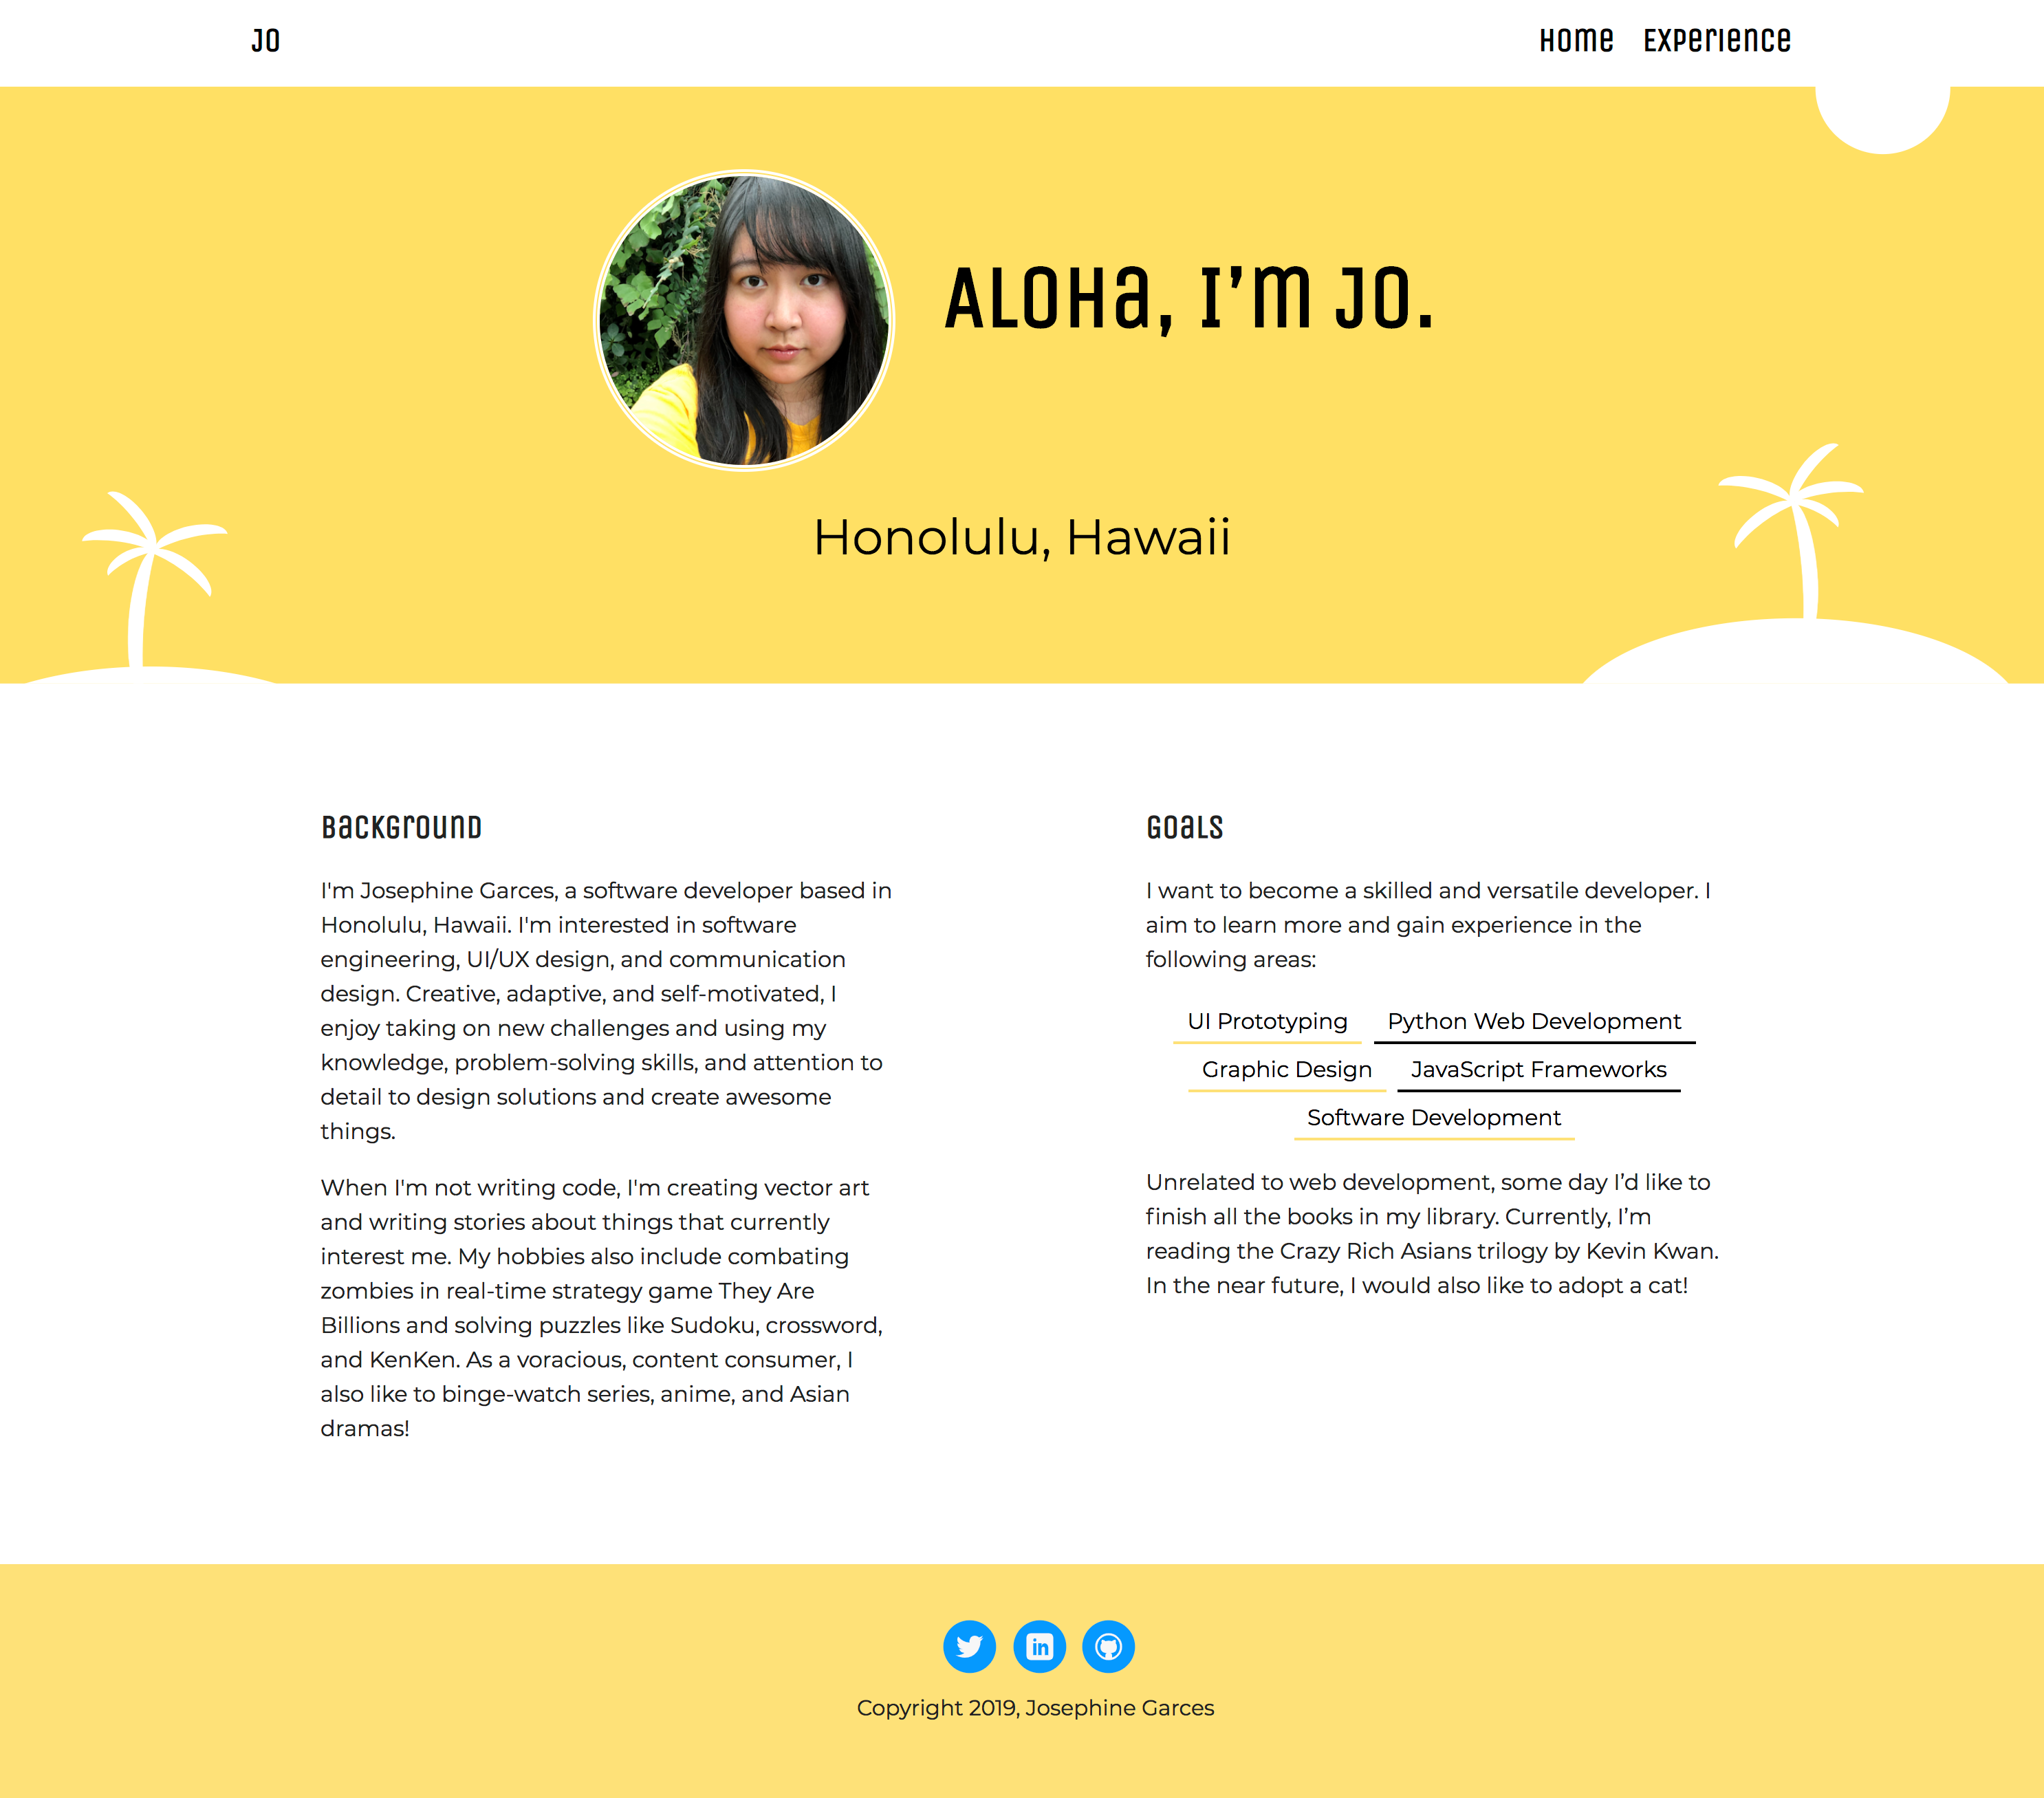 Jo
Home Experience
Aloha, I’m Jo.
Honolulu, Hawaii
Background
I'm Josephine Garces, a software developer based in
Honolulu, Hawaii. I'm interested in software
engineering, UI/UX design, and communication
design. Creative, adaptive, and self-motivated, I
enjoy taking on new challenges and using my
knowledge, problem-solving skills, and attention to
detail to design solutions and create awesome
things.
When I'm not writing code, I'm creating vector art
and writing stories about things that currently
interest me. My hobbies also include combating
zombies in real-time strategy game They Are
Billions and solving puzzles like Sudoku, crossword,
and KenKen. As a voracious, content consumer, I
also like to binge-watch series, anime, and Asian
dramas!
Goals
I want to become a skilled and versatile developer. I
aim to learn more and gain experience in the
following areas:
UI Prototyping Python Web Development
Graphic Design JavaScript Frameworks
Software Development
Unrelated to web development, some day I’d like to
finish all the books in my library. Currently, I’m
reading the Crazy Rich Asians trilogy by Kevin Kwan.
In the near future, I would also like to adopt a cat!
in
Copyright 2019, Josephine Garces